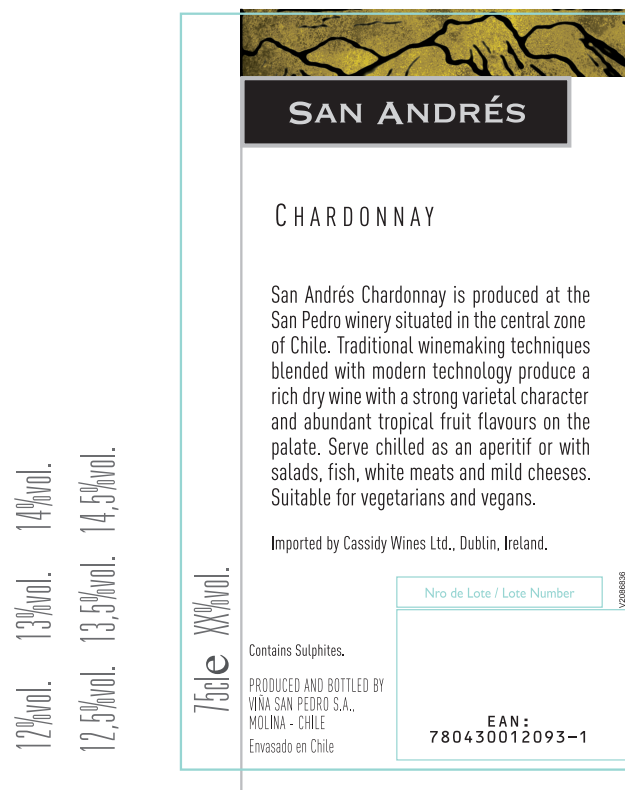 SAN ANDRÉS
CHARDONNAY
San Andrés Chardonnay is produced at the
San Pedro winery situated in the central zone
of Chile. Traditional winemaking techniques
blended with modern technology produce a
rich dry wine with a strong varietal character
and abundant tropical fruit flavours on the
palate. Serve chilled as an aperitif or with
salads, fish, white meats and mild cheeses.
Suitable for vegetarians and vegans.
Imported by Cassidy Wines Ltd., Dublin, Ireland.
Nro de Lote / Lote Number
V2086836
Contains Sulphites.
PRODUCED AND BOTTLED BY
VIÑA SAN PEDRO S.A.,
MOLINA - CHILE
Envasado en Chile
EAN:
780430012093-1
75cl e XX%vol.
12%vol. 13%vol. 14%vol.
12,5%vol. 13,5%vol. 14,5%vol.